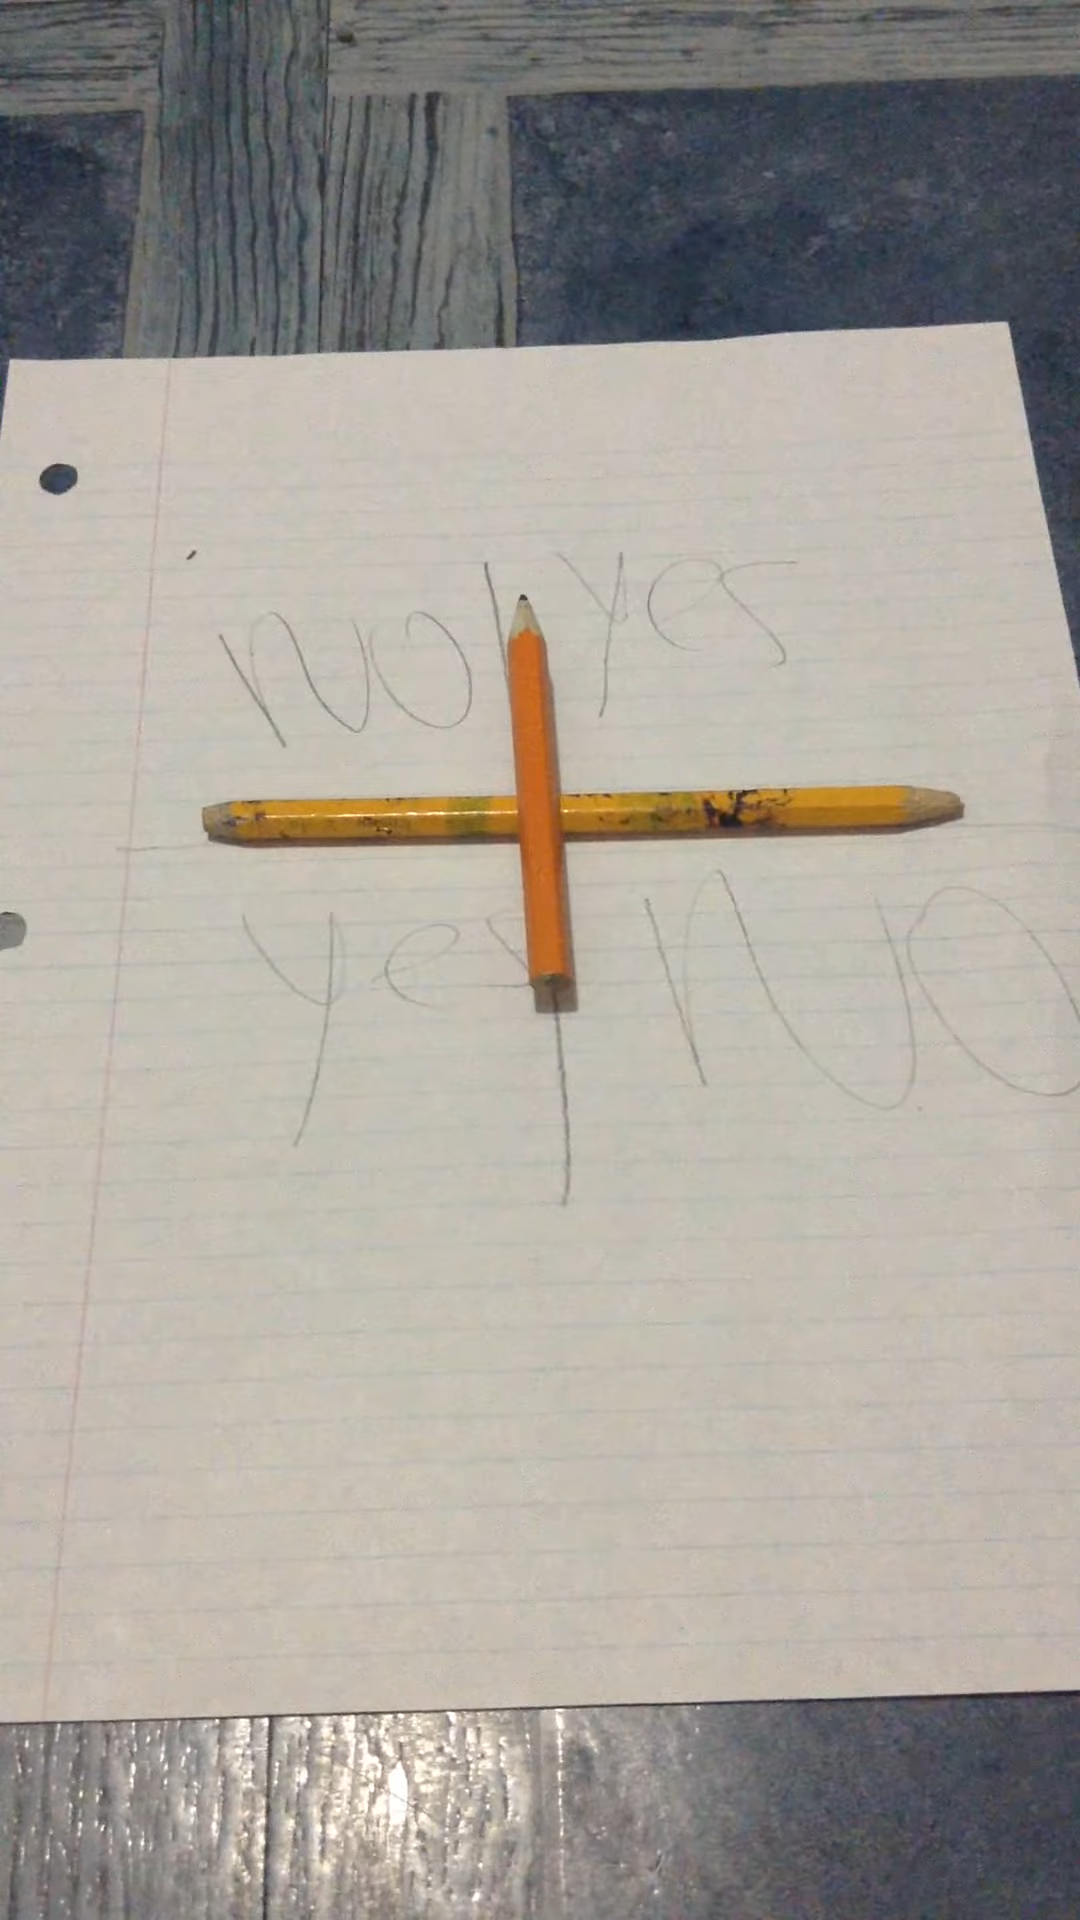 NO yes
yes NO